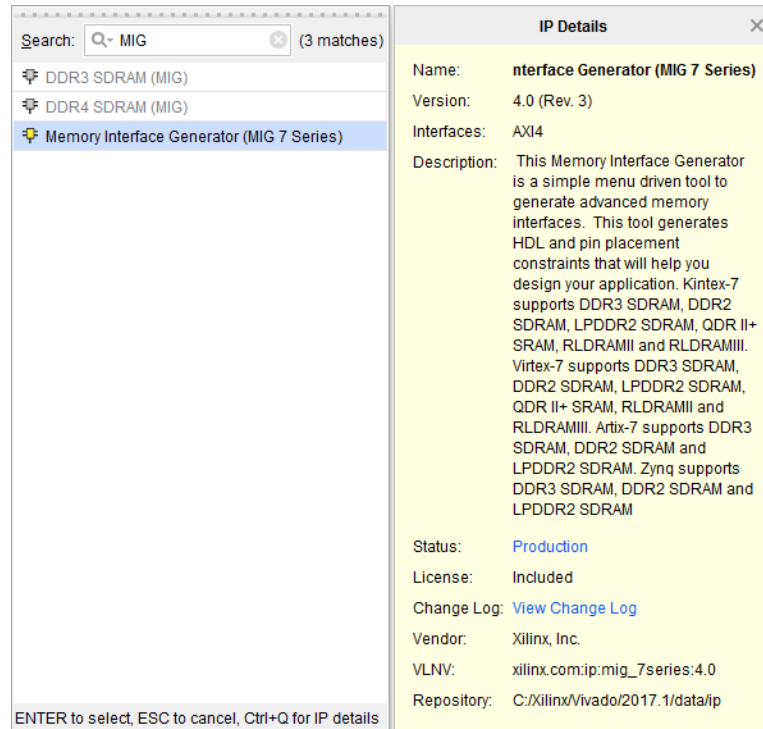 Search: MIG (3 matches)
DDR3 SDRAM (MIG)
DDR4 SDRAM (MIG)
Memory Interface Generator (MIG 7 Series)
ENTER to select, ESC to cancel, Ctrl+Q for IP details
IP Details
Name: nterface Generator (MIG 7 Series)
Version: 4.0 (Rev. 3)
Interfaces: AXI4
Description: This Memory Interface Generator
is a simple menu driven tool to
generate advanced memory
interfaces. This tool generates
HDL and pin placement
constraints that will help you
design your application. Kintex-7
supports DDR3 SDRAM, DDR2
SDRAM, LPDDR2 SDRAM, QDR II+
SRAM, RLDRAMII and RLDRAMIII.
Virtex-7 supports DDR3 SDRAM,
DDR2 SDRAM, LPDDR2 SDRAM,
QDR II+ SRAM, RLDRAMII and
RLDRAMIII. Artix-7 supports DDR3
SDRAM, DDR2 SDRAM and
LPDDR2 SDRAM. Zynq supports
DDR3 SDRAM, DDR2 SDRAM and
LPDDR2 SDRAM
Status: Production
License: Included
Change Log: View Change Log
Vendor: Xilinx, Inc.
VLNV: xilinx.com:ip:mig_7series:4.0
Repository: C:/Xilinx/Vivado/2017.1/data/ip